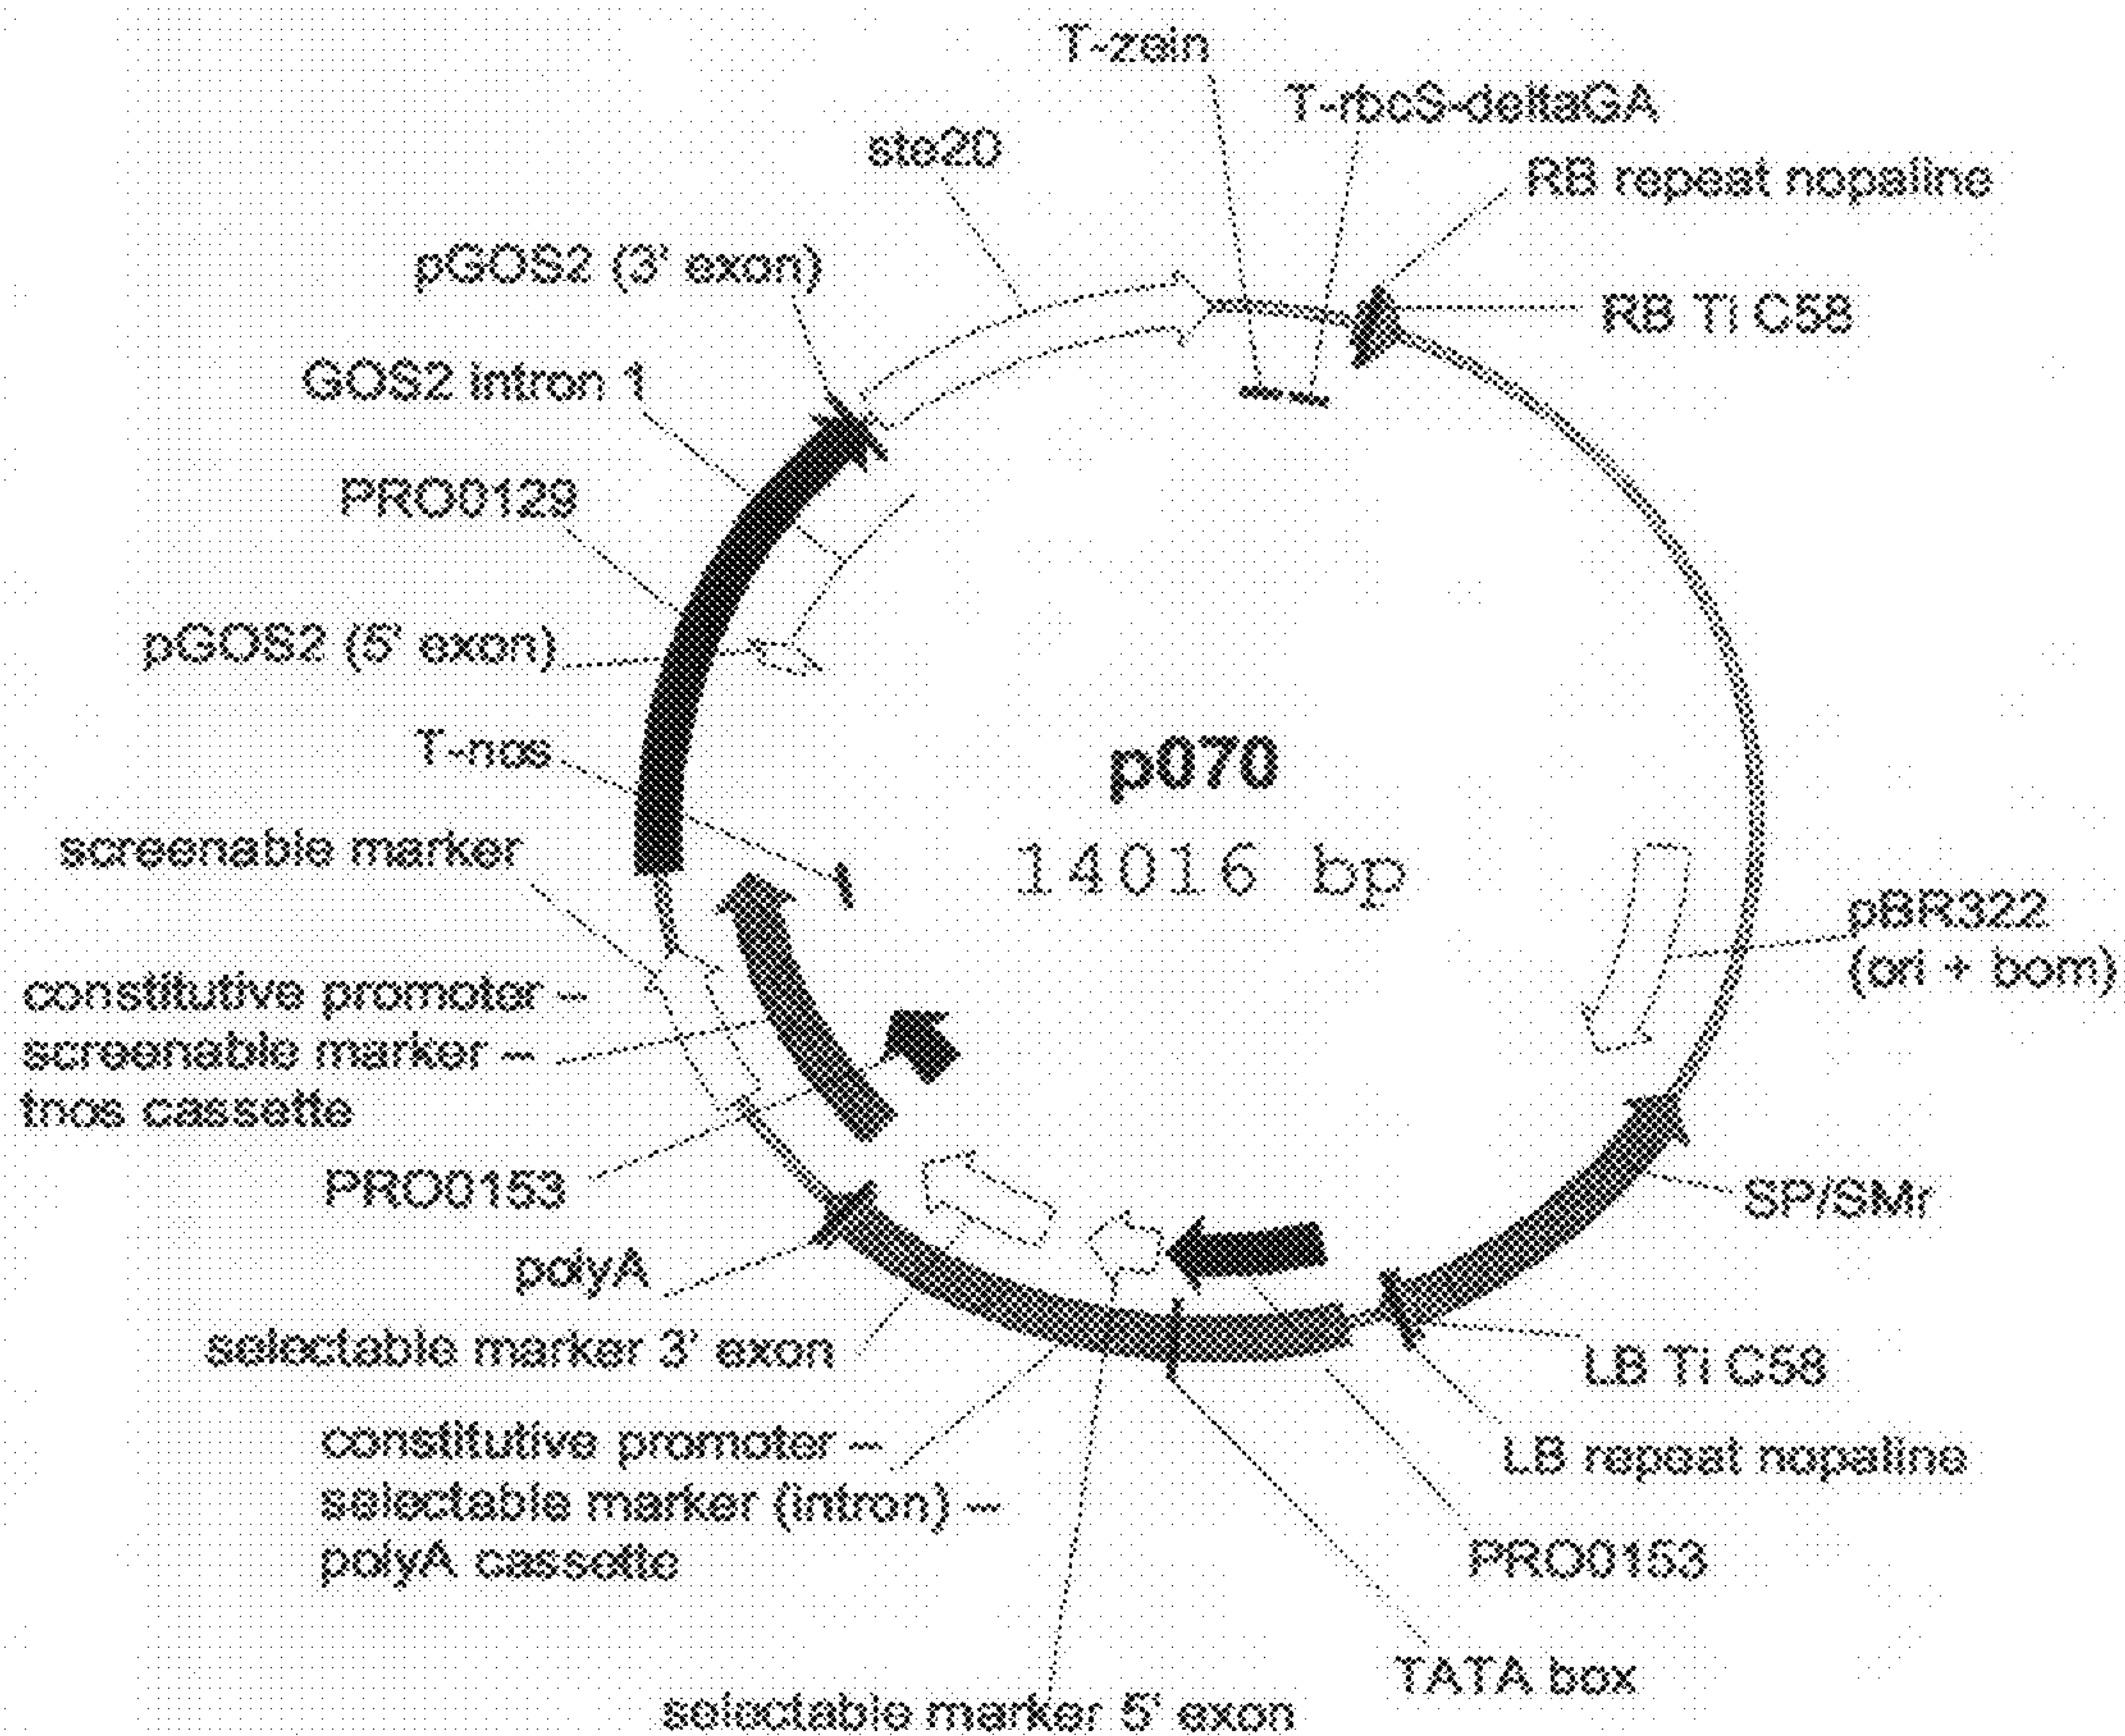 T-zein
T-rbcS-deltaGA
ste20
RB repeat nopaline
pGOS2 (3' exon)
RB Ti C58
GOS2 intron 1
PRO0129
pGOS2 (5' exon)
T-nos
p070
14016 bp
screenable marker
pBR322
(ori + bom)
constitutive promoter –
screenable marker –
tnos cassette
PRO0153
SP/SMr
polyA
selectable marker 3' exon
LB Ti C58
constitutive promoter –
selectable marker (intron) –
polyA cassette
LB repeat nopaline
PRO0153
TATA box
selectable marker 5' exon